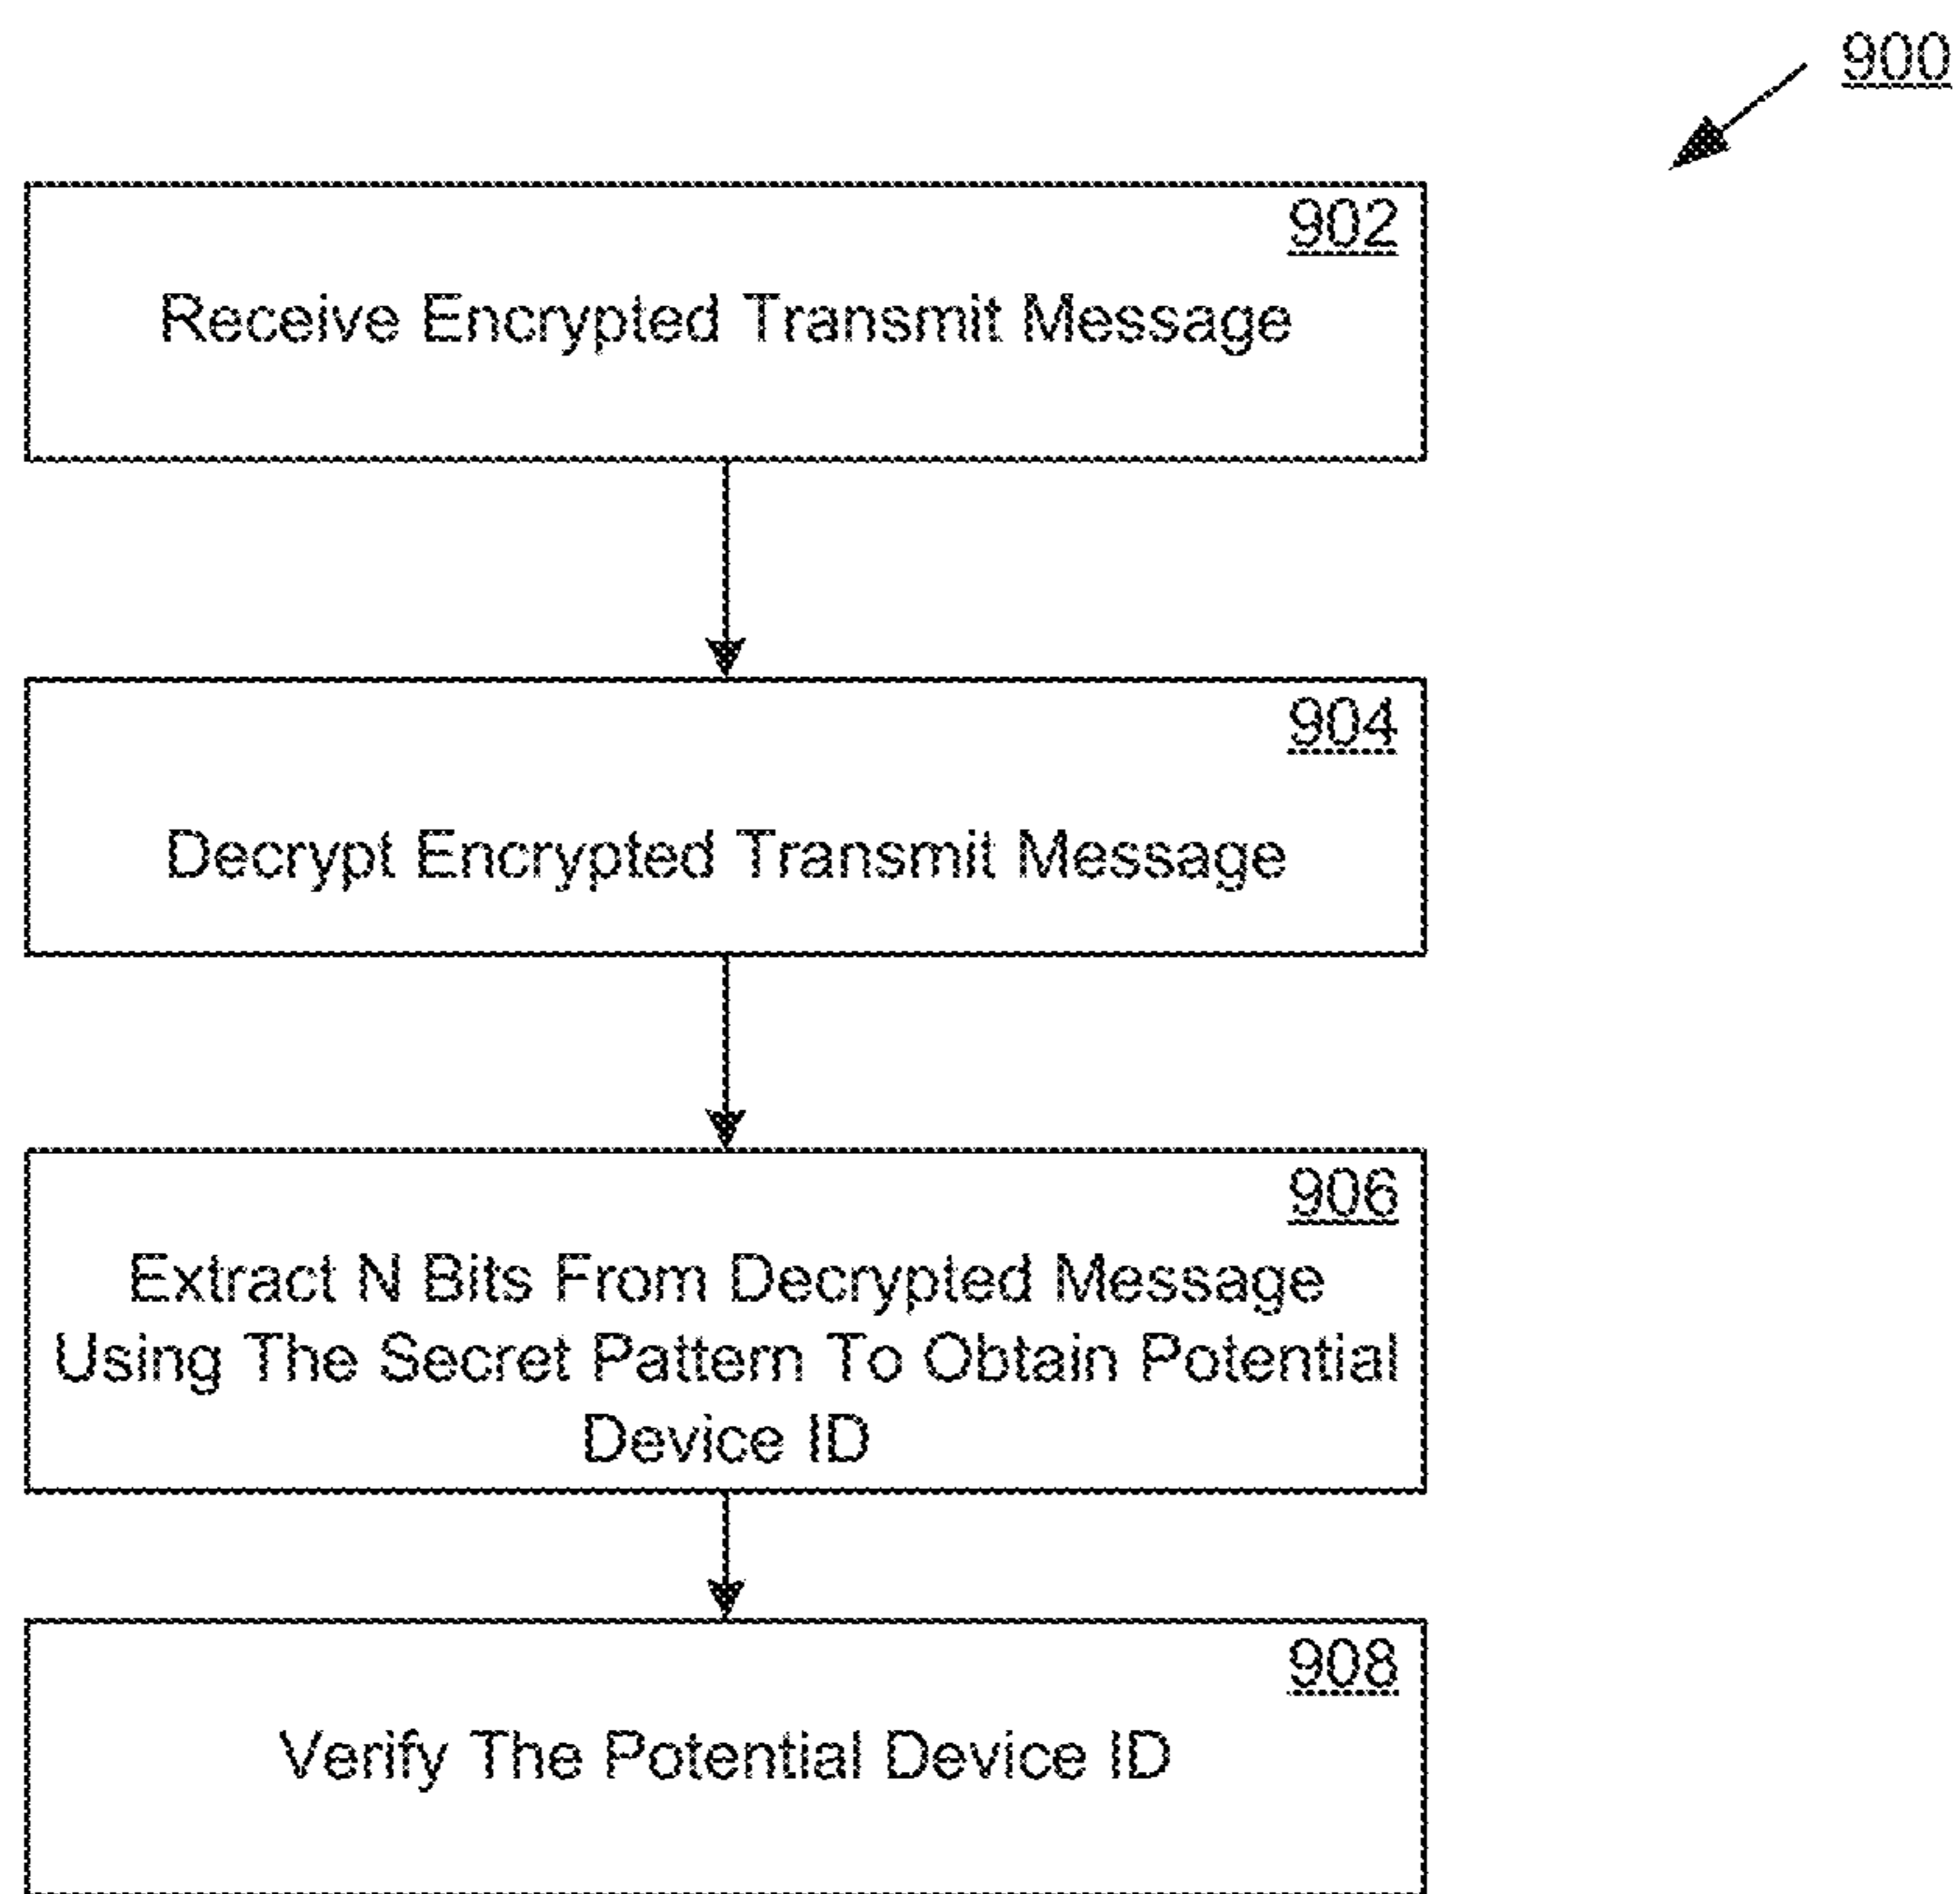 900
902
Receive Encrypted Transmit Message
904
Decrypt Encrypted Transmit Message
906
Extract N Bits From Decrypted Message
Using The Secret Pattern To Obtain Potential
Device ID
908
Verify The Potential Device ID